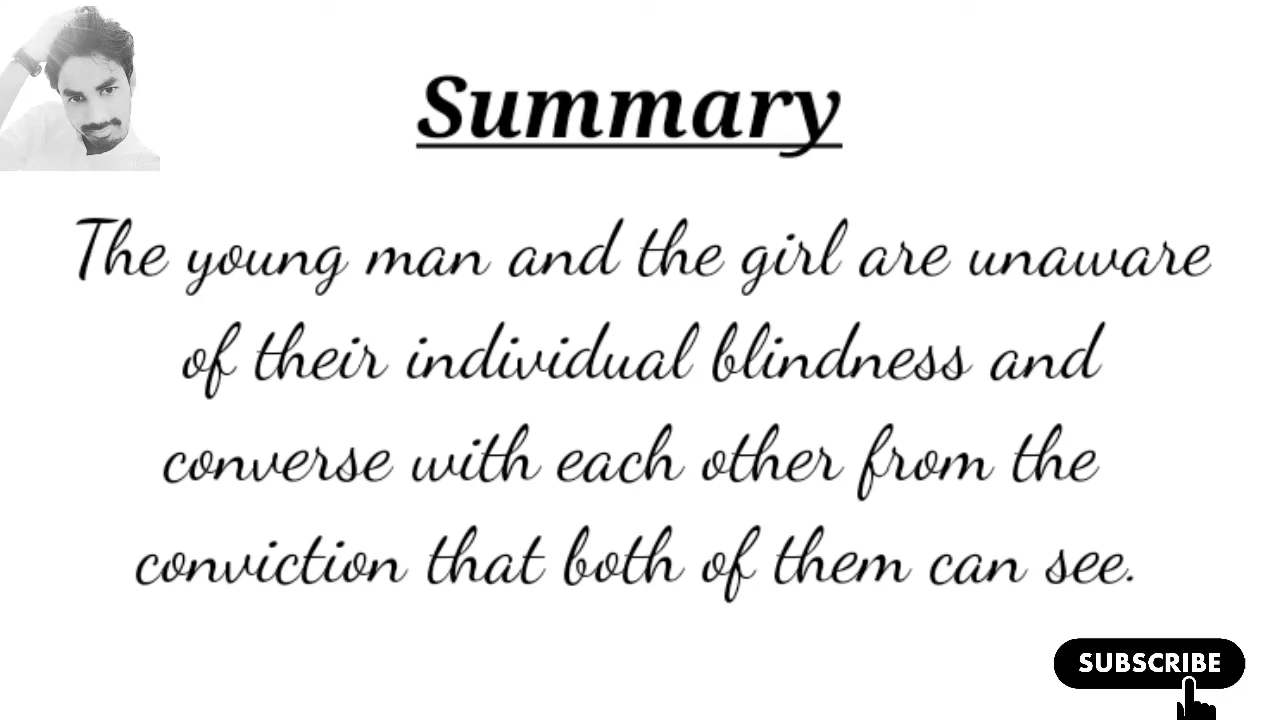 Summary
The young man and the girl are unaware
of their individual blindness and
converse with each other from the
conviction that both of them can see.
SUBSCRIBE